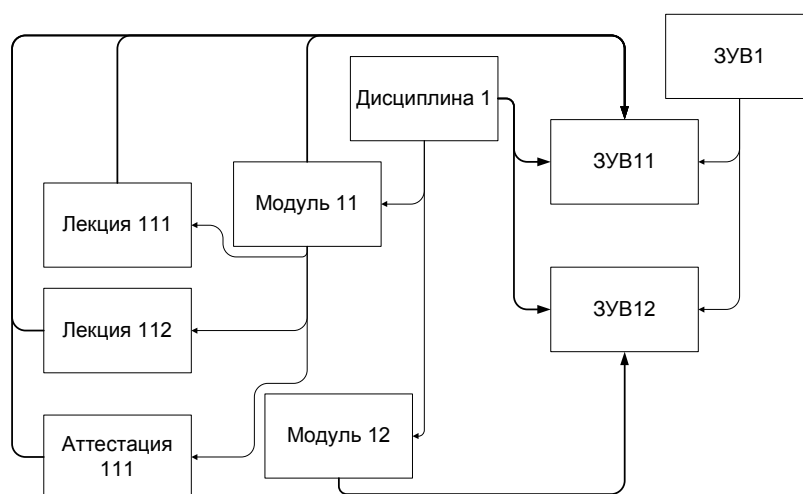 ЗУВ1
Дисциплина 1
ЗУВ11
Модуль 11
Лекция 111
Лекция 112
ЗУВ12
Модуль 12
Аттестация
111